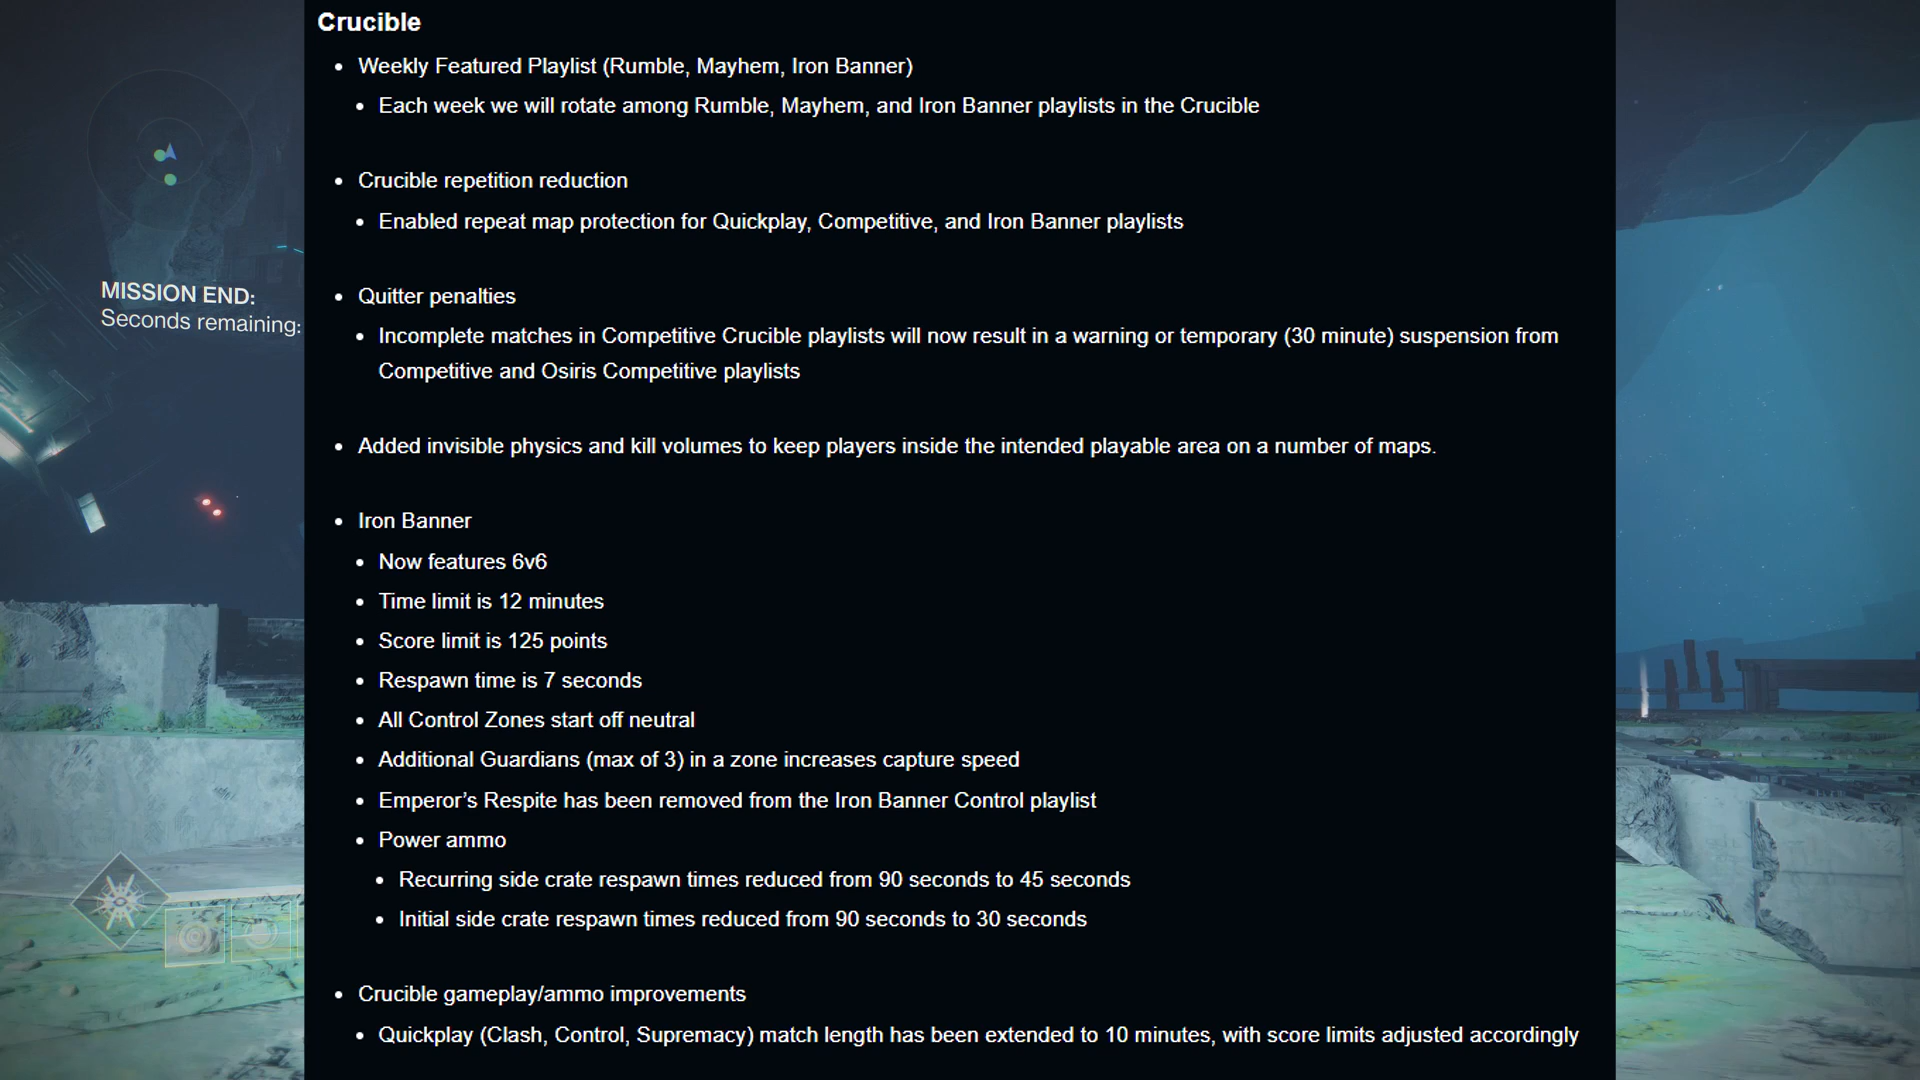 Crucible
• Weekly Featured Playlist (Rumble, Mayhem, Iron Banner)
• Each week we will rotate among Rumble, Mayhem, and Iron Banner playlists in the Crucible
• Crucible repetition reduction
• Enabled repeat map protection for Quickplay, Competitive, and Iron Banner playlists
MISSION END:
Seconds remaining:
• Quitter penalties
• Incomplete matches in Competitive Crucible playlists will now result in a warning or temporary (30 minute) suspension from
Competitive and Osiris Competitive playlists
• Added invisible physics and kill volumes to keep players inside the intended playable area on a number of maps.
• Iron Banner
• Now features 6v6
• Time limit is 12 minutes
• Score limit is 125 points
• Respawn time is 7 seconds
• All Control Zones start off neutral
• Additional Guardians (max of 3) in a zone increases capture speed
• Emperor’s Respite has been removed from the Iron Banner Control playlist
• Power ammo
• Recurring side crate respawn times reduced from 90 seconds to 45 seconds
• Initial side crate respawn times reduced from 90 seconds to 30 seconds
• Crucible gameplay/ammo improvements
• Quickplay (Clash, Control, Supremacy) match length has been extended to 10 minutes, with score limits adjusted accordingly